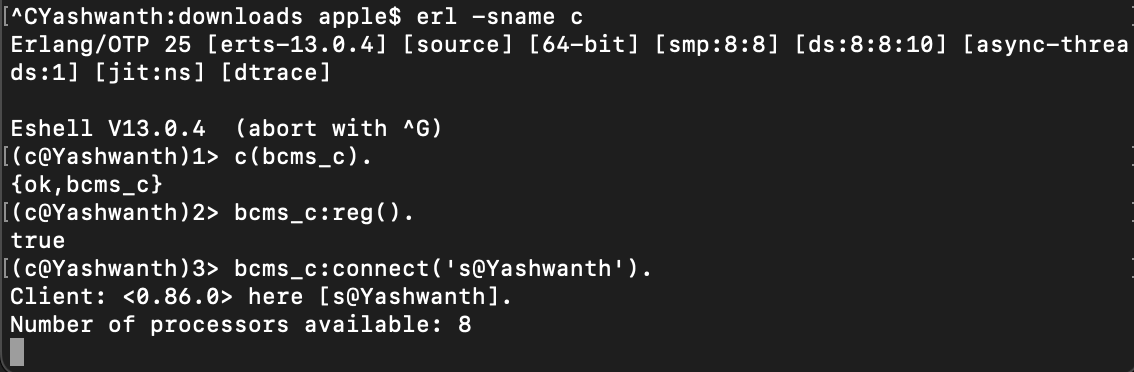 [^CYashwanth:downloads apple$ erl -sname c
Erlang/OTP 25 [erts-13.0.4] [source] [64-bit] [smp:8:8] [ds:8:8:10] [async-threa
ds:1] [jit:ns] [dtrace]
Eshell V13.0.4  (abort with ^G)
[(c@Yashwanth)1> c(bcms_c).
{ok,bcms_c}
[(c@Yashwanth)2> bcms_c:reg().
true
[(c@Yashwanth)3> bcms_c:connect('s@Yashwanth').
Client: <0.86.0> here [s@Yashwanth].
Number of processors available: 8